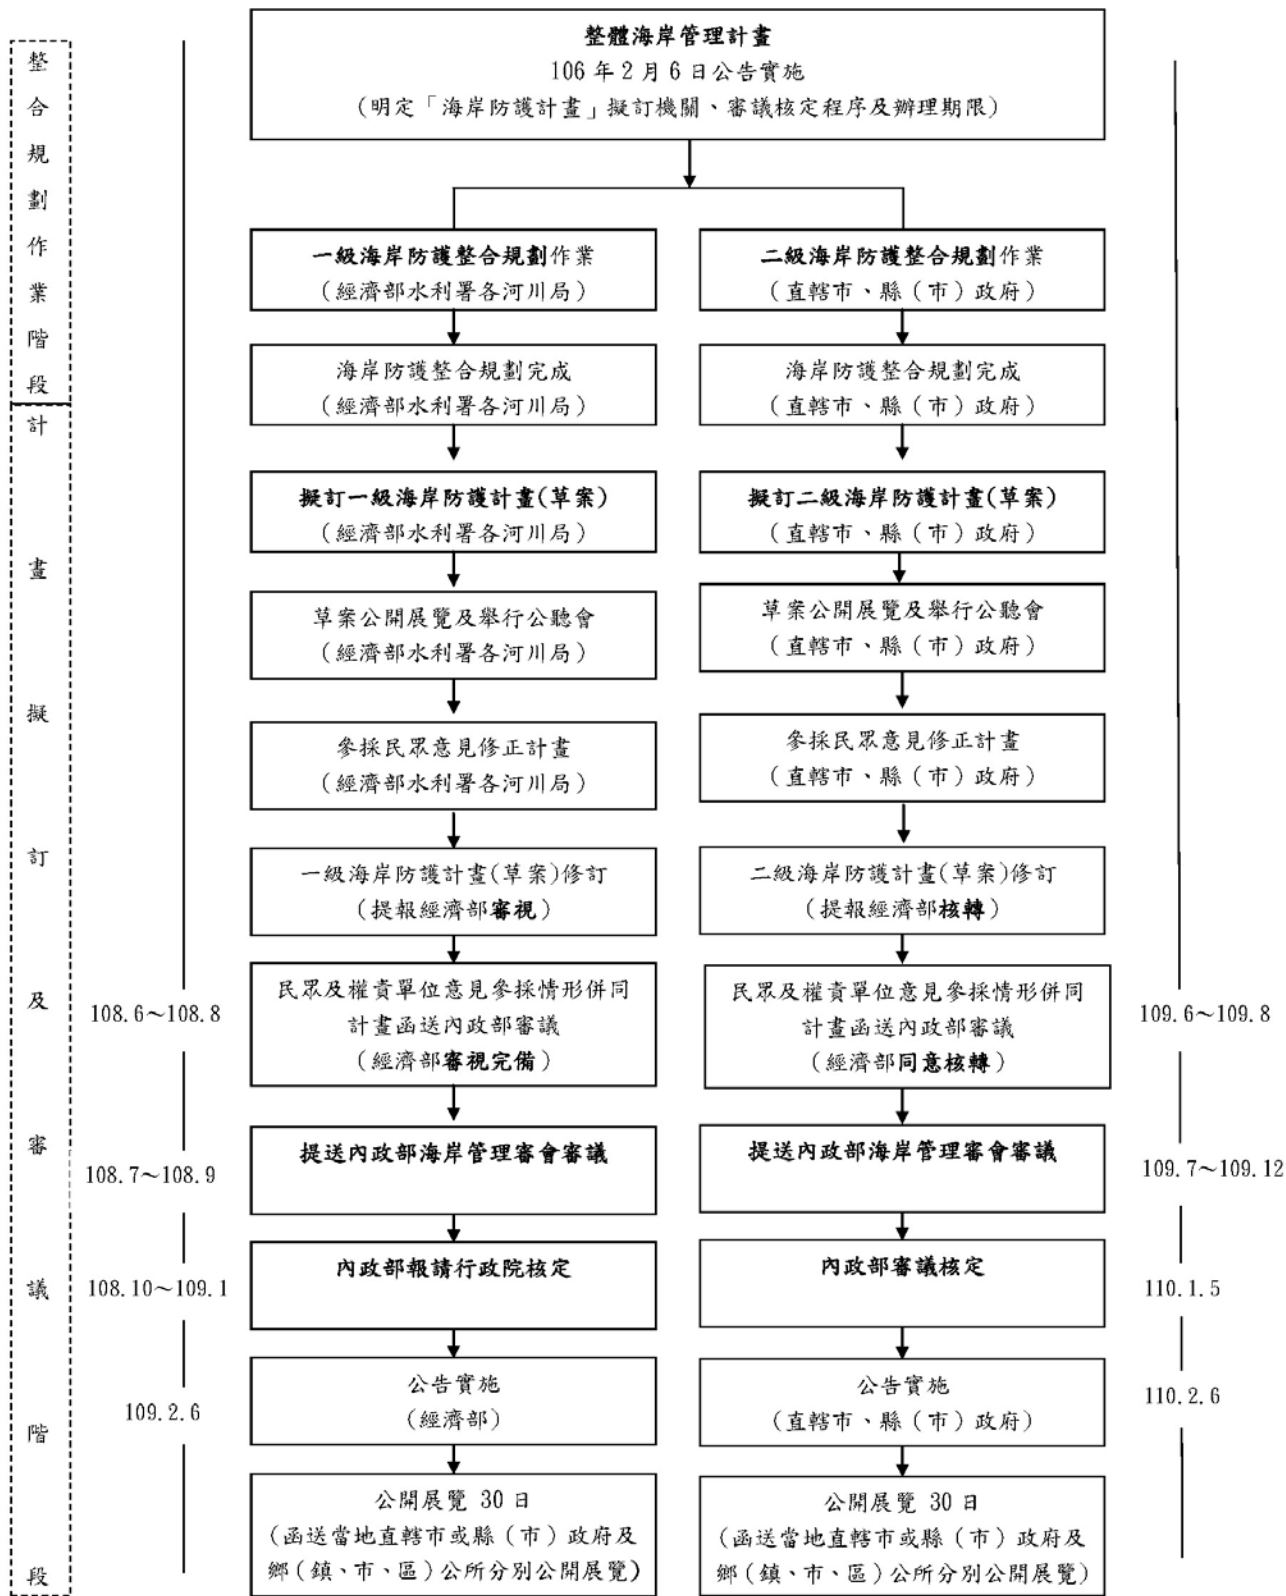 整體海岸管理計畫
106 年 2 月 6 日公告實施
(明定「海岸防護計畫」擬訂機關、審議核定程序及辦理期限)
整合規劃作業階段
一級海岸防護整合規劃作業
(經濟部水利署各河川局)
二級海岸防護整合規劃作業
(直轄市、縣(市)政府)
海岸防護整合規劃完成
(經濟部水利署各河川局)
海岸防護整合規劃完成
(直轄市、縣(市)政府)
計畫擬訂及審議階段
擬訂一級海岸防護計畫(草案)
(經濟部水利署各河川局)
擬訂二級海岸防護計畫(草案)
(直轄市、縣(市)政府)
草案公開展覽及舉行公聽會
(經濟部水利署各河川局)
草案公開展覽及舉行公聽會
(直轄市、縣(市)政府)
參採民眾意見修正計畫
(經濟部水利署各河川局)
參採民眾意見修正計畫
(直轄市、縣(市)政府)
一級海岸防護計畫(草案)修訂
(提報經濟部審視)
二級海岸防護計畫(草案)修訂
(提報經濟部核轉)
108.6~108.8
民眾及權責單位意見參採情形併同
計畫函送內政部審議
(經濟部審視完備)
民眾及權責單位意見參採情形併同
計畫函送內政部審議
(經濟部同意核轉)
109.6~109.8
108.7~108.9
提送內政部海岸管理審會審議
提送內政部海岸管理審會審議
109.7~109.12
108.10~109.1
內政部報請行政院核定
內政部審議核定
110.1.5
109.2.6
公告實施
(經濟部)
公告實施
(直轄市、縣(市)政府)
110.2.6
公開展覽 30 日
(函送當地直轄市或縣(市)政府及
鄉(鎮、市、區)公所分別公開展覽)
公開展覽 30 日
(函送當地直轄市或縣(市)政府及
鄉(鎮、市、區)公所分別公開展覽)